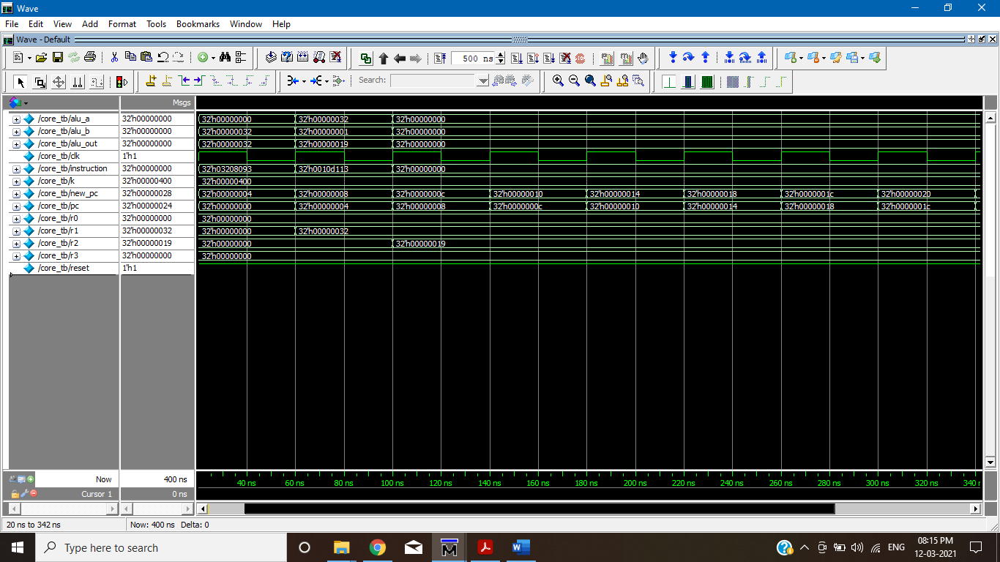 Wave
File Edit View Add Format Tools Bookmarks Window Help
Wave - Default
500 ns
Search:
Msgs
/core_tb/alu_a 32'h00000000 32'h00000000 32'h00000032 32'h00000000
/core_tb/alu_b 32'h00000000 32'h00000032 32'h00000001 32'h00000000
/core_tb/alu_out 32'h00000000 32'h00000032 32'h00000019 32'h00000000
/core_tb/clk 1'h1
/core_tb/instruction 32'h00000000 32'h03208093 32'h0010d113 32'h00000000
/core_tb/k 32'h00000400 32'h00000400
/core_tb/new_pc 32'h00000028 32'h00000004 32'h00000008 32'h0000000c 32'h00000010 32'h00000014 32'h00000018 32'h0000001c 32'h00000020
/core_tb/pc 32'h00000024 32'h00000000 32'h00000004 32'h00000008 32'h0000000c 32'h00000010 32'h00000014 32'h00000018 32'h0000001c
/core_tb/r0 32'h00000000 32'h00000000
/core_tb/r1 32'h00000032 32'h00000000 32'h00000032
/core_tb/r2 32'h00000019 32'h00000000 32'h00000019
/core_tb/r3 32'h00000000 32'h00000000
/core_tb/reset 1'h1
Now 400 ns 40 ns 60 ns 80 ns 100 ns 120 ns 140 ns 160 ns 180 ns 200 ns 220 ns 240 ns 260 ns 280 ns 300 ns 320 ns 340
Cursor 1 0 ns
20 ns to 342 ns Now: 400 ns Delta: 0
Type here to search ENG 08:15 PM
12-03-2021